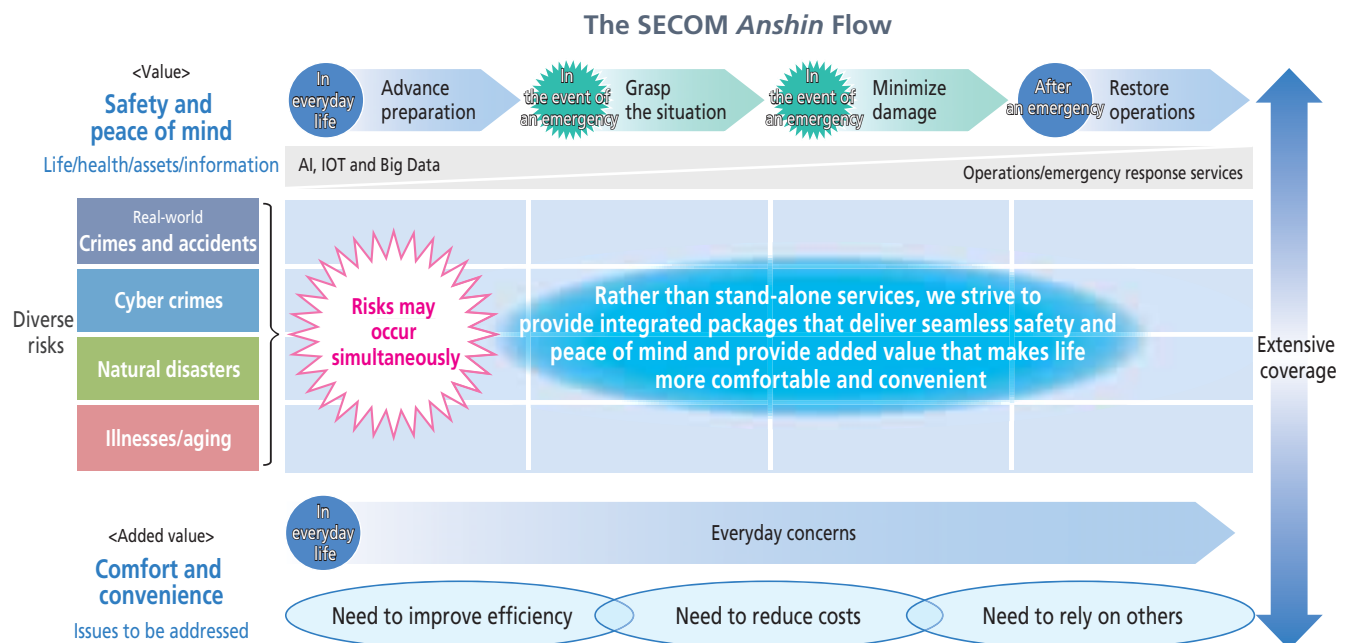 The SECOM Anshin Flow
<Value>
Safety and
peace of mind
Life/health/assets/information
In
everyday
life
Advance
preparation
In
the event of
an emergency
Grasp
the situation
In
the event of
an emergency
Minimize
damage
After
an emergency
Restore
operations
AI, IOT and Big Data
Operations/emergency response services
Diverse
risks
Real-world
Crimes and accidents
Cyber crimes
Natural disasters
Illnesses/aging
Risks may
occur
simultaneously
Rather than stand-alone services, we strive to
provide integrated packages that deliver seamless safety and
peace of mind and provide added value that makes life
more comfortable and convenient
Extensive
coverage
<Added value>
Comfort and
convenience
Issues to be addressed
In
everyday
life
Everyday concerns
Need to improve efficiency
Need to reduce costs
Need to rely on others